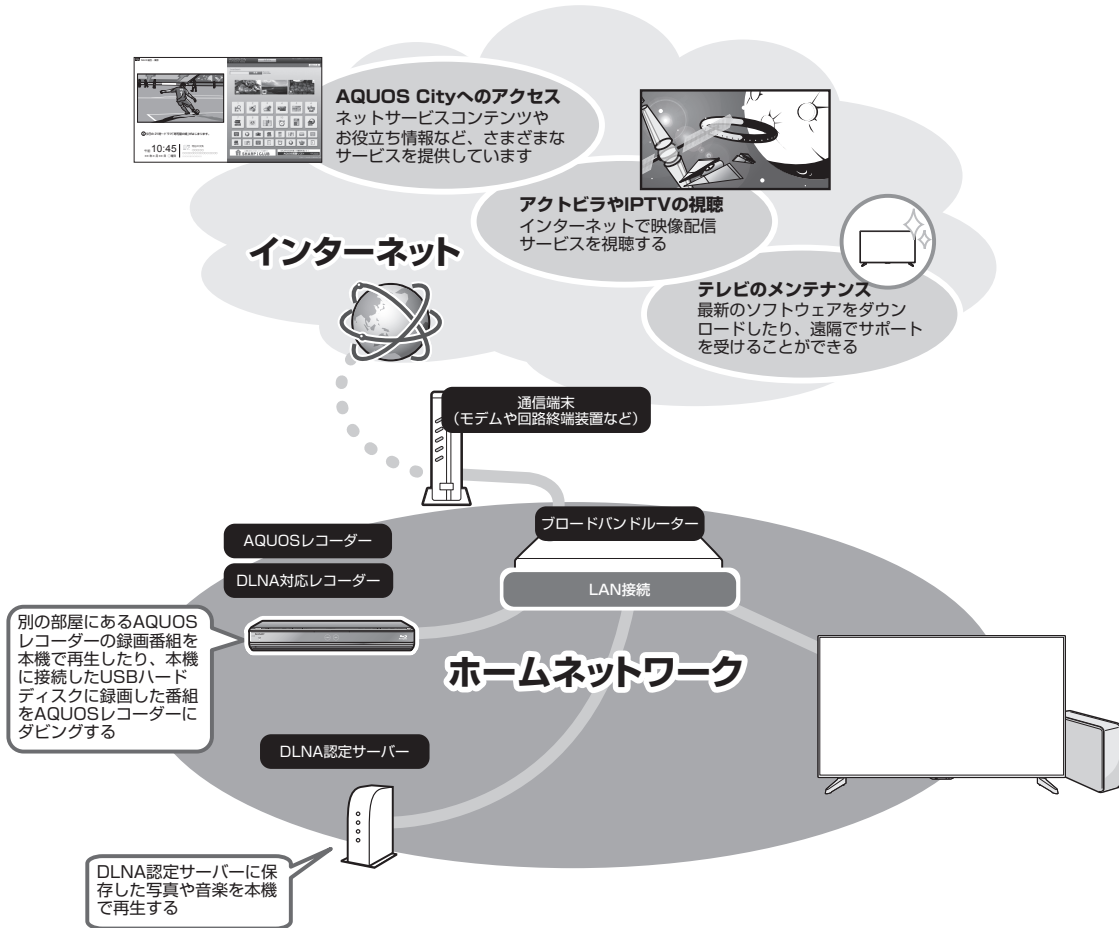 AQUOS Cityへのアクセス
ネットサービスコンテンツや
お役立ち情報など、さまざまな
サービスを提供しています
10:45
アクトビラやIPTVの視聴
インターネットで映像配信
サービスを視聴する
インターネット
テレビのメンテナンス
最新のソフトウェアをダウン
ロードしたり、遠隔でサポート
を受けることができる
通信端末
(モデムや回路終端装置など)
ブロードバンドルーター
AQUOSレコーダー
DLNA対応レコーダー
LAN接続
別の部屋にあるAQUOS
レコーダーの録画番組を
本機で再生したり、本機
に接続したUSBハード
ディスクに録画した番組
をAQUOSレコーダーに
ダビングする
ホームネットワーク
DLNA認定サーバー
DLNA認定サーバーに保
存した写真や音楽を本機
で再生する